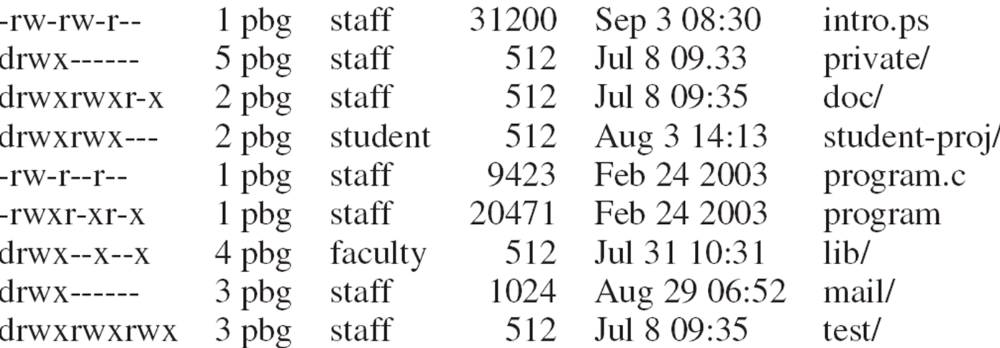 -rw-rw-r-- 1 pbg staff 31200 Sep 3 08:30 intro.ps
drwx------ 5 pbg staff 512 Jul 8 09.33 private/
drwxrwxr-x 2 pbg staff 512 Jul 8 09:35 doc/
drwxrwx--- 2 pbg student 512 Aug 3 14:13 student-proj/
-rw-r--r-- 1 pbg staff 9423 Feb 24 2003 program.c
-rwxr-xr-x 1 pbg staff 20471 Feb 24 2003 program
drwx--x--x 4 pbg faculty 512 Jul 31 10:31 lib/
drwx------ 3 pbg staff 1024 Aug 29 06:52 mail/
drwxrwxrwx 3 pbg staff 512 Jul 8 09:35 test/